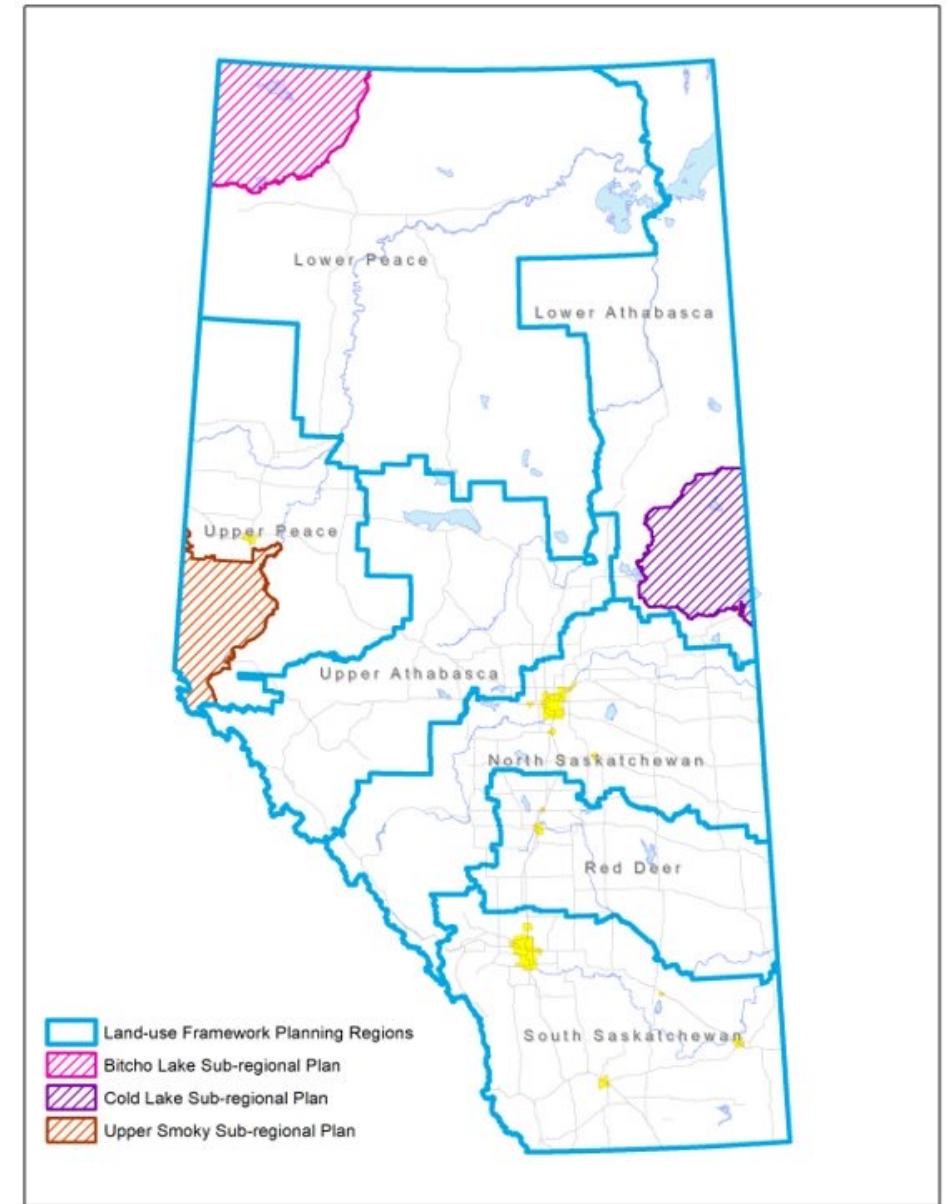 Lower Peace
Lower Athabasca
Upper Peace
Upper Athabasca
North Saskatchewan
Red Deer
South Saskatchewan
Land-use Framework Planning Regions
Bitcho Lake Sub-regional Plan
Cold Lake Sub-regional Plan
Upper Smoky Sub-regional Plan